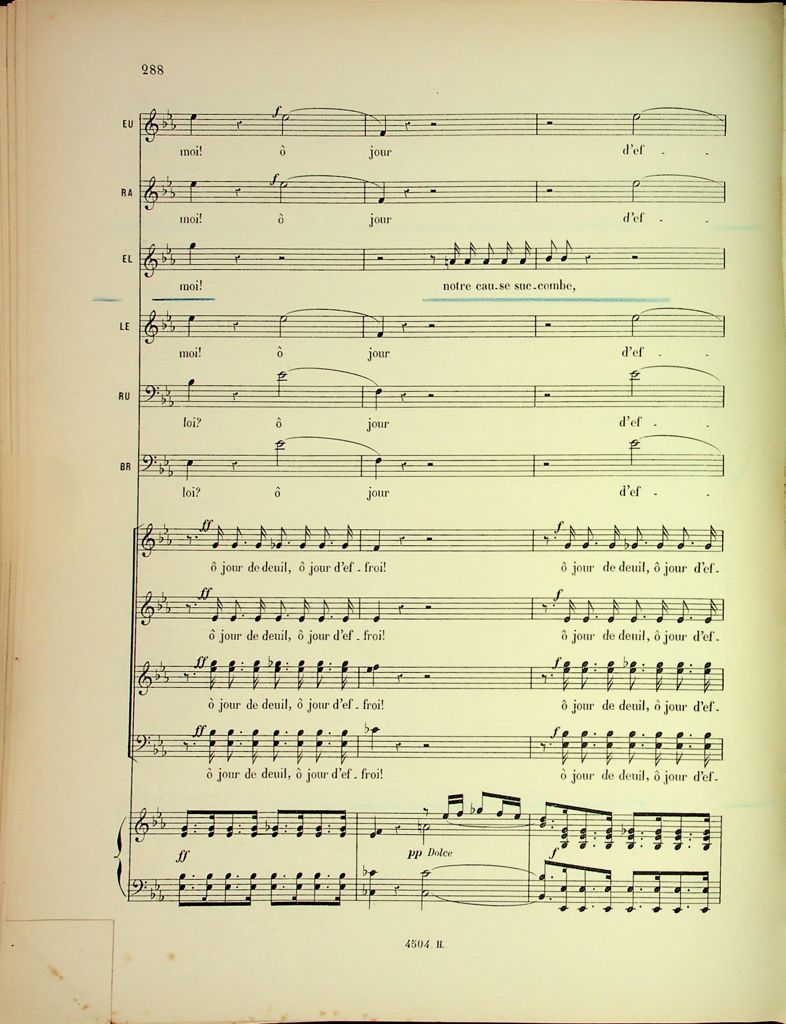 288
EU
f
moi! ô jour d'ef - -
RA
f
moi! ô jour d'ef - -
EL
moi! notre cau-se suc-combe,
LE
moi! ô jour d'ef - -
RU
loi? ô jour d'ef - -
BR
loi? ô jour d'ef - -
ff f
ô jour de deuil, ô jour d'ef - froi! ô jour de deuil, ô jour d'ef-
ff f
ô jour de deuil, ô jour d'ef - froi! ô jour de deuil, ô jour d'ef-
ff f
ô jour de deuil, ô jour d'ef - froi! ô jour de deuil, ô jour d'ef-
ff f
ô jour de deuil, ô jour d'ef - froi! ô jour de deuil, ô jour d'ef-
ff pp Dolce f
4504 H.